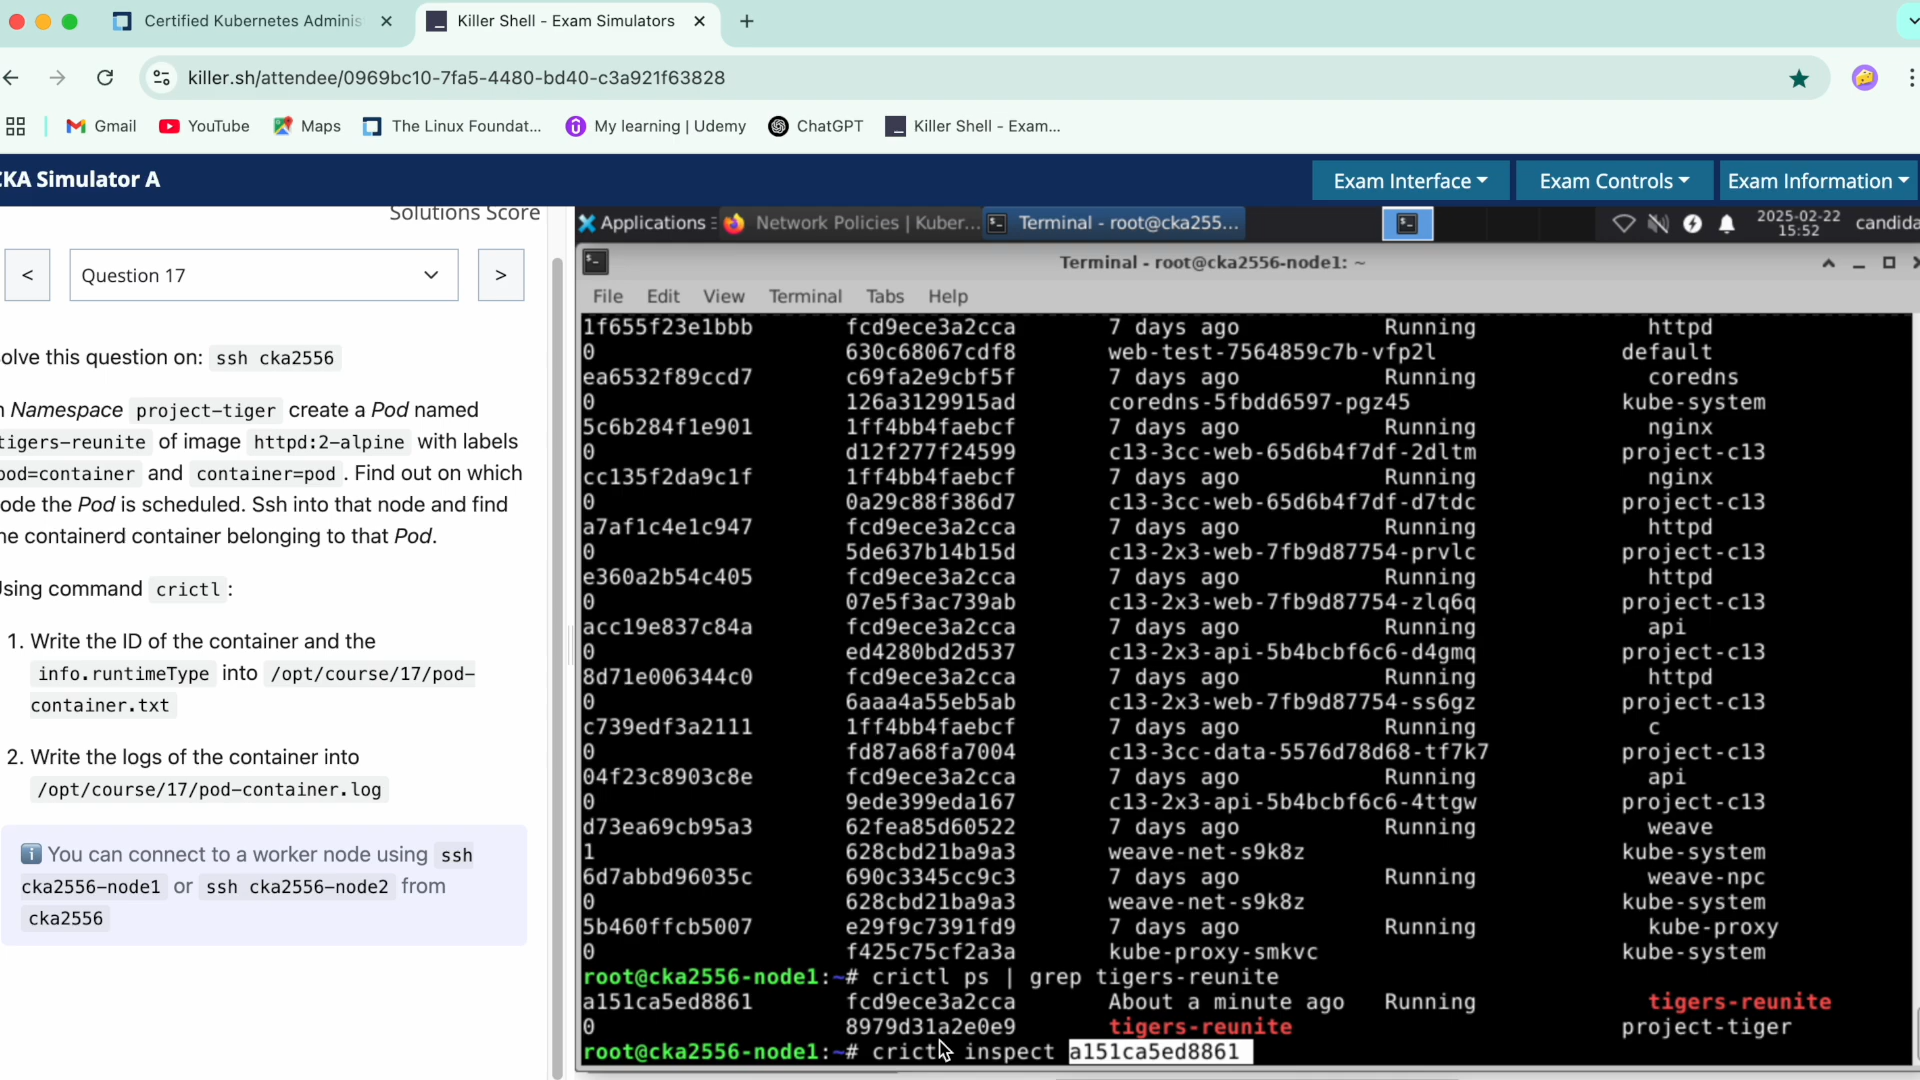 Certified Kubernetes Adminis
Killer Shell - Exam Simulators
killer.sh/attendee/0969bc10-7fa5-4480-bd40-c3a921f63828
Gmail
YouTube
Maps
The Linux Foundat...
My learning | Udemy
ChatGPT
Killer Shell - Exam...
CKA Simulator A
Exam Interface
Exam Controls
Exam Information
Solutions Score
<
Question 17
>
olve this question on: ssh cka2556
n Namespace project-tiger create a Pod named
tigers-reunite of image httpd:2-alpine with labels
pod=container and container=pod . Find out on which
ode the Pod is scheduled. Ssh into that node and find
he containerd container belonging to that Pod.
Using command crictl :
1. Write the ID of the container and the
info.runtimeType into /opt/course/17/pod-
container.txt
2. Write the logs of the container into
/opt/course/17/pod-container.log
You can connect to a worker node using ssh
cka2556-node1 or ssh cka2556-node2 from
cka2556
Applications
Network Policies | Kuber...
Terminal - root@cka255...
2025-02-22
15:52
candida
Terminal - root@cka2556-node1: ~
File Edit View Terminal Tabs Help
1f655f23e1bbb fcd9ece3a2cca 7 days ago Running httpd
0 630c68067cdf8 web-test-7564859c7b-vfp2l default
ea6532f89ccd7 c69fa2e9cbf5f 7 days ago Running coredns
0 126a3129915ad coredns-5fbdd6597-pgz45 kube-system
5c6b284f1e901 1ff4bb4faebcf 7 days ago Running nginx
0 d12f277f24599 c13-3cc-web-65d6b4f7df-2dltm project-c13
cc135f2da9c1f 1ff4bb4faebcf 7 days ago Running nginx
0 0a29c88f386d7 c13-3cc-web-65d6b4f7df-d7tdc project-c13
a7af1c4e1c947 fcd9ece3a2cca 7 days ago Running httpd
0 5de637b14b15d c13-2x3-web-7fb9d87754-prvlc project-c13
e360a2b54c405 fcd9ece3a2cca 7 days ago Running httpd
0 07e5f3ac739ab c13-2x3-web-7fb9d87754-zlq6q project-c13
acc19e837c84a fcd9ece3a2cca 7 days ago Running api
0 ed4280bd2d537 c13-2x3-api-5b4bcbf6c6-d4gmq project-c13
8d71e006344c0 fcd9ece3a2cca 7 days ago Running httpd
0 6aaa4a55eb5ab c13-2x3-web-7fb9d87754-ss6gz project-c13
c739edf3a2111 1ff4bb4faebcf 7 days ago Running c
0 fd87a68fa7004 c13-3cc-data-5576d78d68-tf7k7 project-c13
04f23c8903c8e fcd9ece3a2cca 7 days ago Running api
0 9ede399eda167 c13-2x3-api-5b4bcbf6c6-4ttgw project-c13
d73ea69cb95a3 62fea85d60522 7 days ago Running weave
1 628cbd21ba9a3 weave-net-s9k8z kube-system
6d7abbd96035c 690c3345cc9c3 7 days ago Running weave-npc
0 628cbd21ba9a3 weave-net-s9k8z kube-system
5b460ffcb5007 e29f9c7391fd9 7 days ago Running kube-proxy
0 f425c75cf2a3a kube-proxy-smkvc kube-system
root@cka2556-node1:~# crictl ps | grep tigers-reunite
a151ca5ed8861 fcd9ece3a2cca About a minute ago Running tigers-reunite
0 8979d31a2e0e9 tigers-reunite project-tiger
root@cka2556-node1:~# crictl inspect a151ca5ed8861